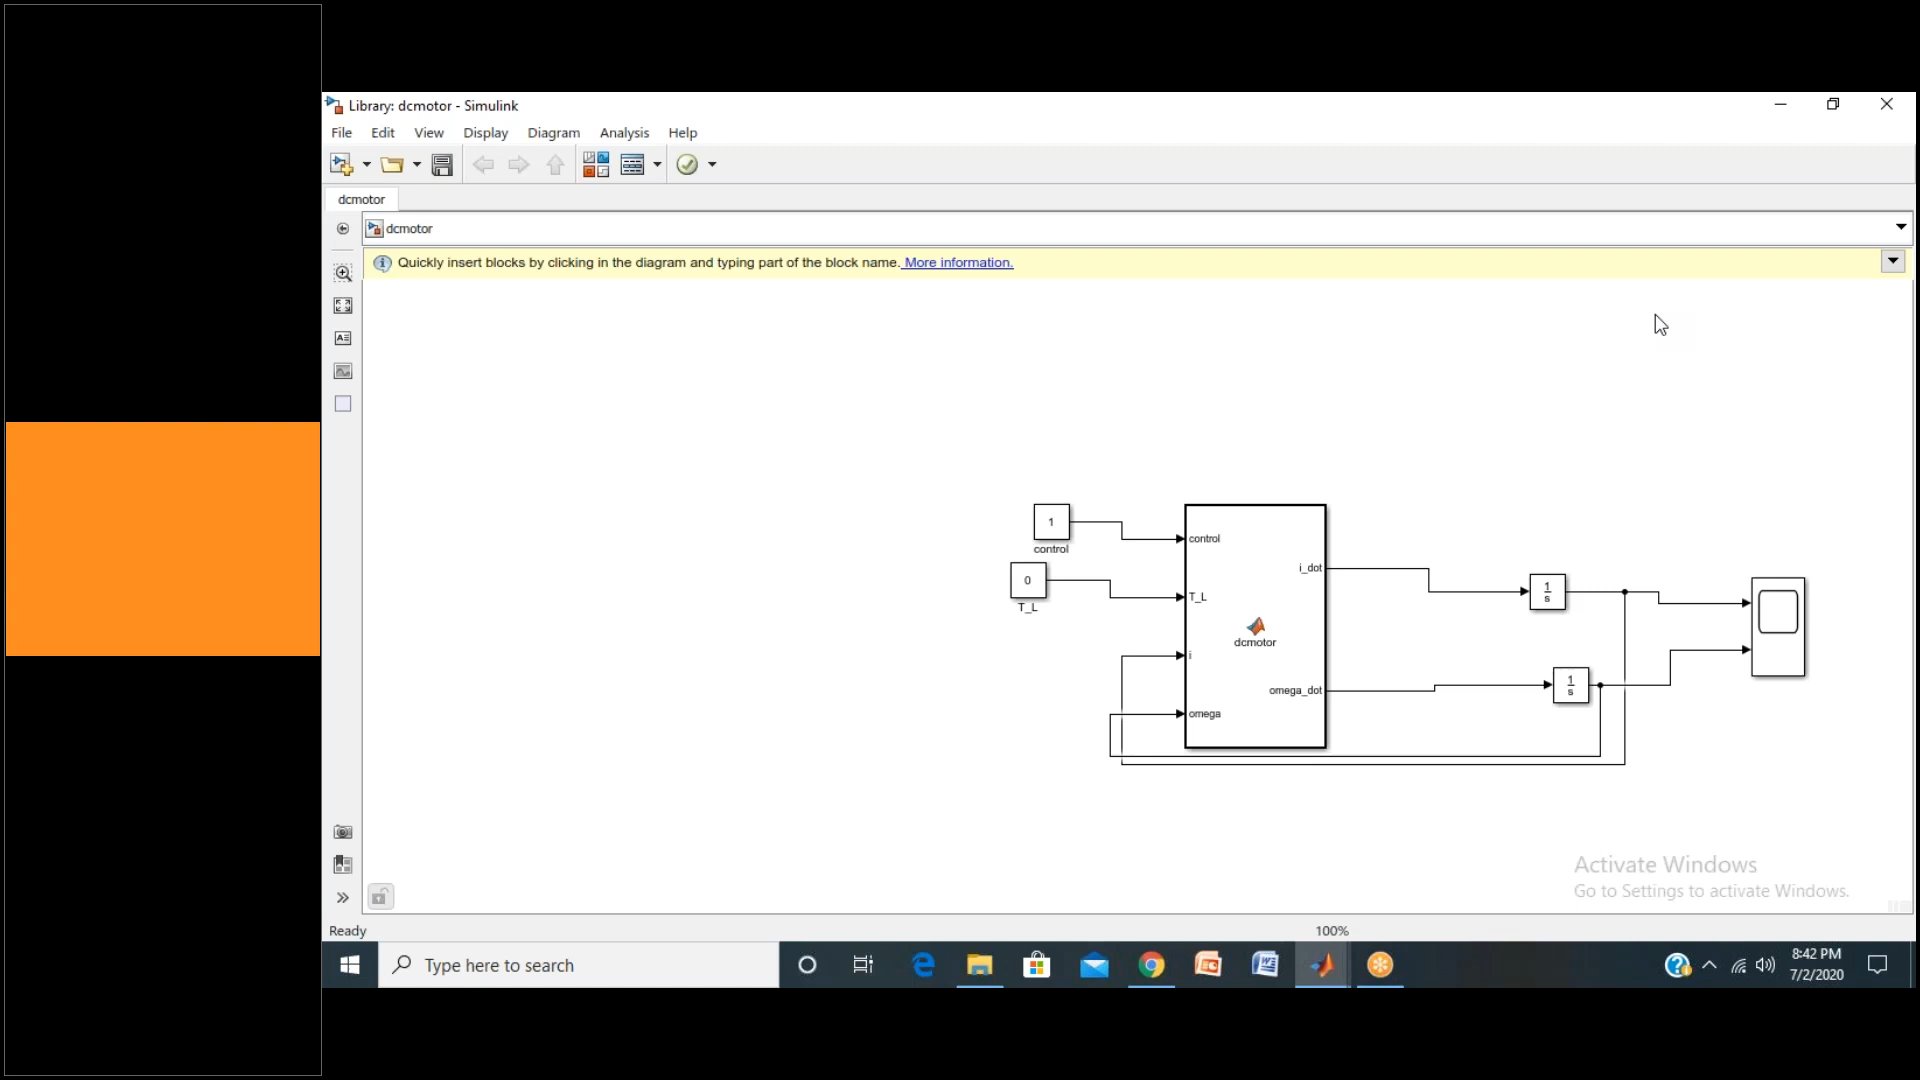 Library: dcmotor - Simulink
File Edit View Display Diagram Analysis Help
dcmotor
dcmotor
Quickly insert blocks by clicking in the diagram and typing part of the block name. More information.
1
control
0
T_L
control
T_L
i
omega
dcmotor
i_dot
omega_dot
1
s
1
s
Activate Windows
Go to Settings to activate Windows.
Ready
100%
Type here to search
8:42 PM
7/2/2020